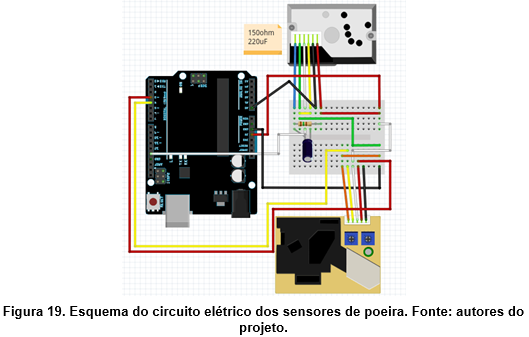 150ohm
220uF
Figura 19. Esquema do circuito elétrico dos sensores de poeira. Fonte: autores do
projeto.